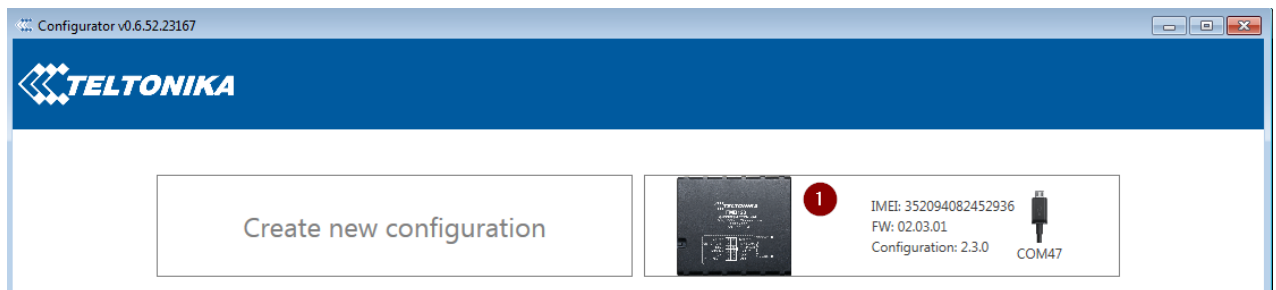 Configurator v0.6.52.23167
TELTONIKA
Create new configuration
1
IMEI: 352094082452936
FW: 02.03.01
Configuration: 2.3.0
COM47